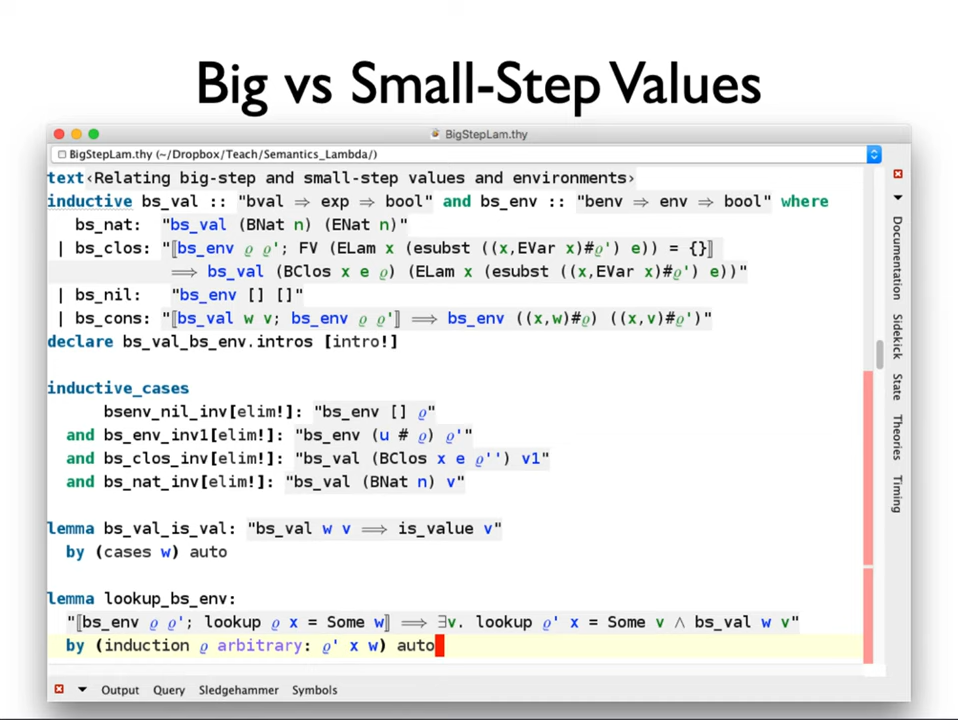 Big vs Small-Step Values
BigStepLam.thy
BigStepLam.thy (~/Dropbox/Teach/Semantics_Lambda/)
text‹Relating big-step and small-step values and environments›
inductive bs_val :: "bval ⇒ exp ⇒ bool" and bs_env :: "benv ⇒ env ⇒ bool" where
bs_nat: "bs_val (BNat n) (ENat n)"
| bs_clos: "⟦bs_env ϱ ϱ'; FV (ELam x (esubst ((x,EVar x)#ϱ') e)) = {}⟧
⟹ bs_val (BClos x e ϱ) (ELam x (esubst ((x,EVar x)#ϱ') e))"
| bs_nil: "bs_env [] []"
| bs_cons: "⟦bs_val w v; bs_env ϱ ϱ'⟧ ⟹ bs_env ((x,w)#ϱ) ((x,v)#ϱ')"
declare bs_val_bs_env.intros [intro!]
inductive_cases
bsenv_nil_inv[elim!]: "bs_env [] ϱ"
and bs_env_inv1[elim!]: "bs_env (u # ϱ) ϱ'"
and bs_clos_inv[elim!]: "bs_val (BClos x e ϱ'') v1"
and bs_nat_inv[elim!]: "bs_val (BNat n) v"
lemma bs_val_is_val: "bs_val w v ⟹ is_value v"
by (cases w) auto
lemma lookup_bs_env:
"⟦bs_env ϱ ϱ'; lookup ϱ x = Some w⟧ ⟹ ∃v. lookup ϱ' x = Some v ∧ bs_val w v"
by (induction ϱ arbitrary: ϱ' x w) auto
Output Query Sledgehammer Symbols
Documentation
Sidekick
State
Theories
Timing